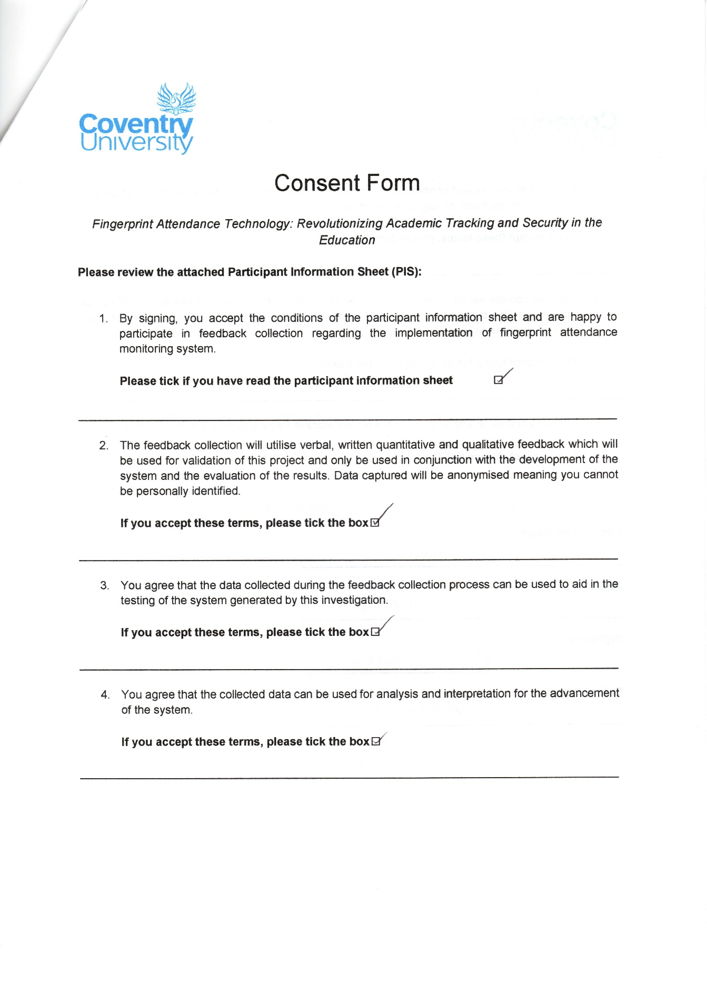 Coventry
University
Consent Form
Fingerprint Attendance Technology: Revolutionizing Academic Tracking and Security in the
Education
Please review the attached Participant Information Sheet (PIS):
1. By signing, you accept the conditions of the participant information sheet and are happy to
participate in feedback collection regarding the implementation of fingerprint attendance
monitoring system.
Please tick if you have read the participant information sheet ☑
2. The feedback collection will utilise verbal, written quantitative and qualitative feedback which will
be used for validation of this project and only be used in conjunction with the development of the
system and the evaluation of the results. Data captured will be anonymised meaning you cannot
be personally identified.
If you accept these terms, please tick the box☑
3. You agree that the data collected during the feedback collection process can be used to aid in the
testing of the system generated by this investigation.
If you accept these terms, please tick the box☑
4. You agree that the collected data can be used for analysis and interpretation for the advancement
of the system.
If you accept these terms, please tick the box☑